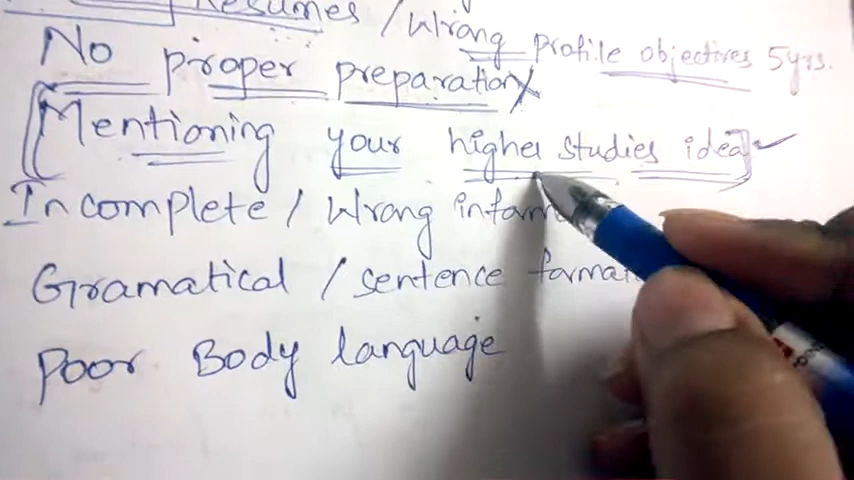 Resumes / Wrong profile objectives 5yrs.
No proper preparation X
Mentioning your higher studies idea
Incomplete / Wrong
Gramatical / sentence
Poor Body language